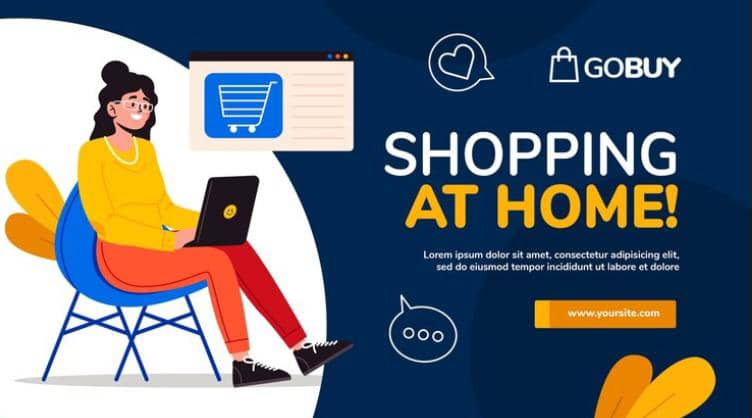 GOBUY
SHOPPING
AT HOME!
Lorem ipsum dolor sit amet, consectetur adipisicing elit,
sed do eiusmod tempor incididunt ut labore et dolore
www.yoursite.com